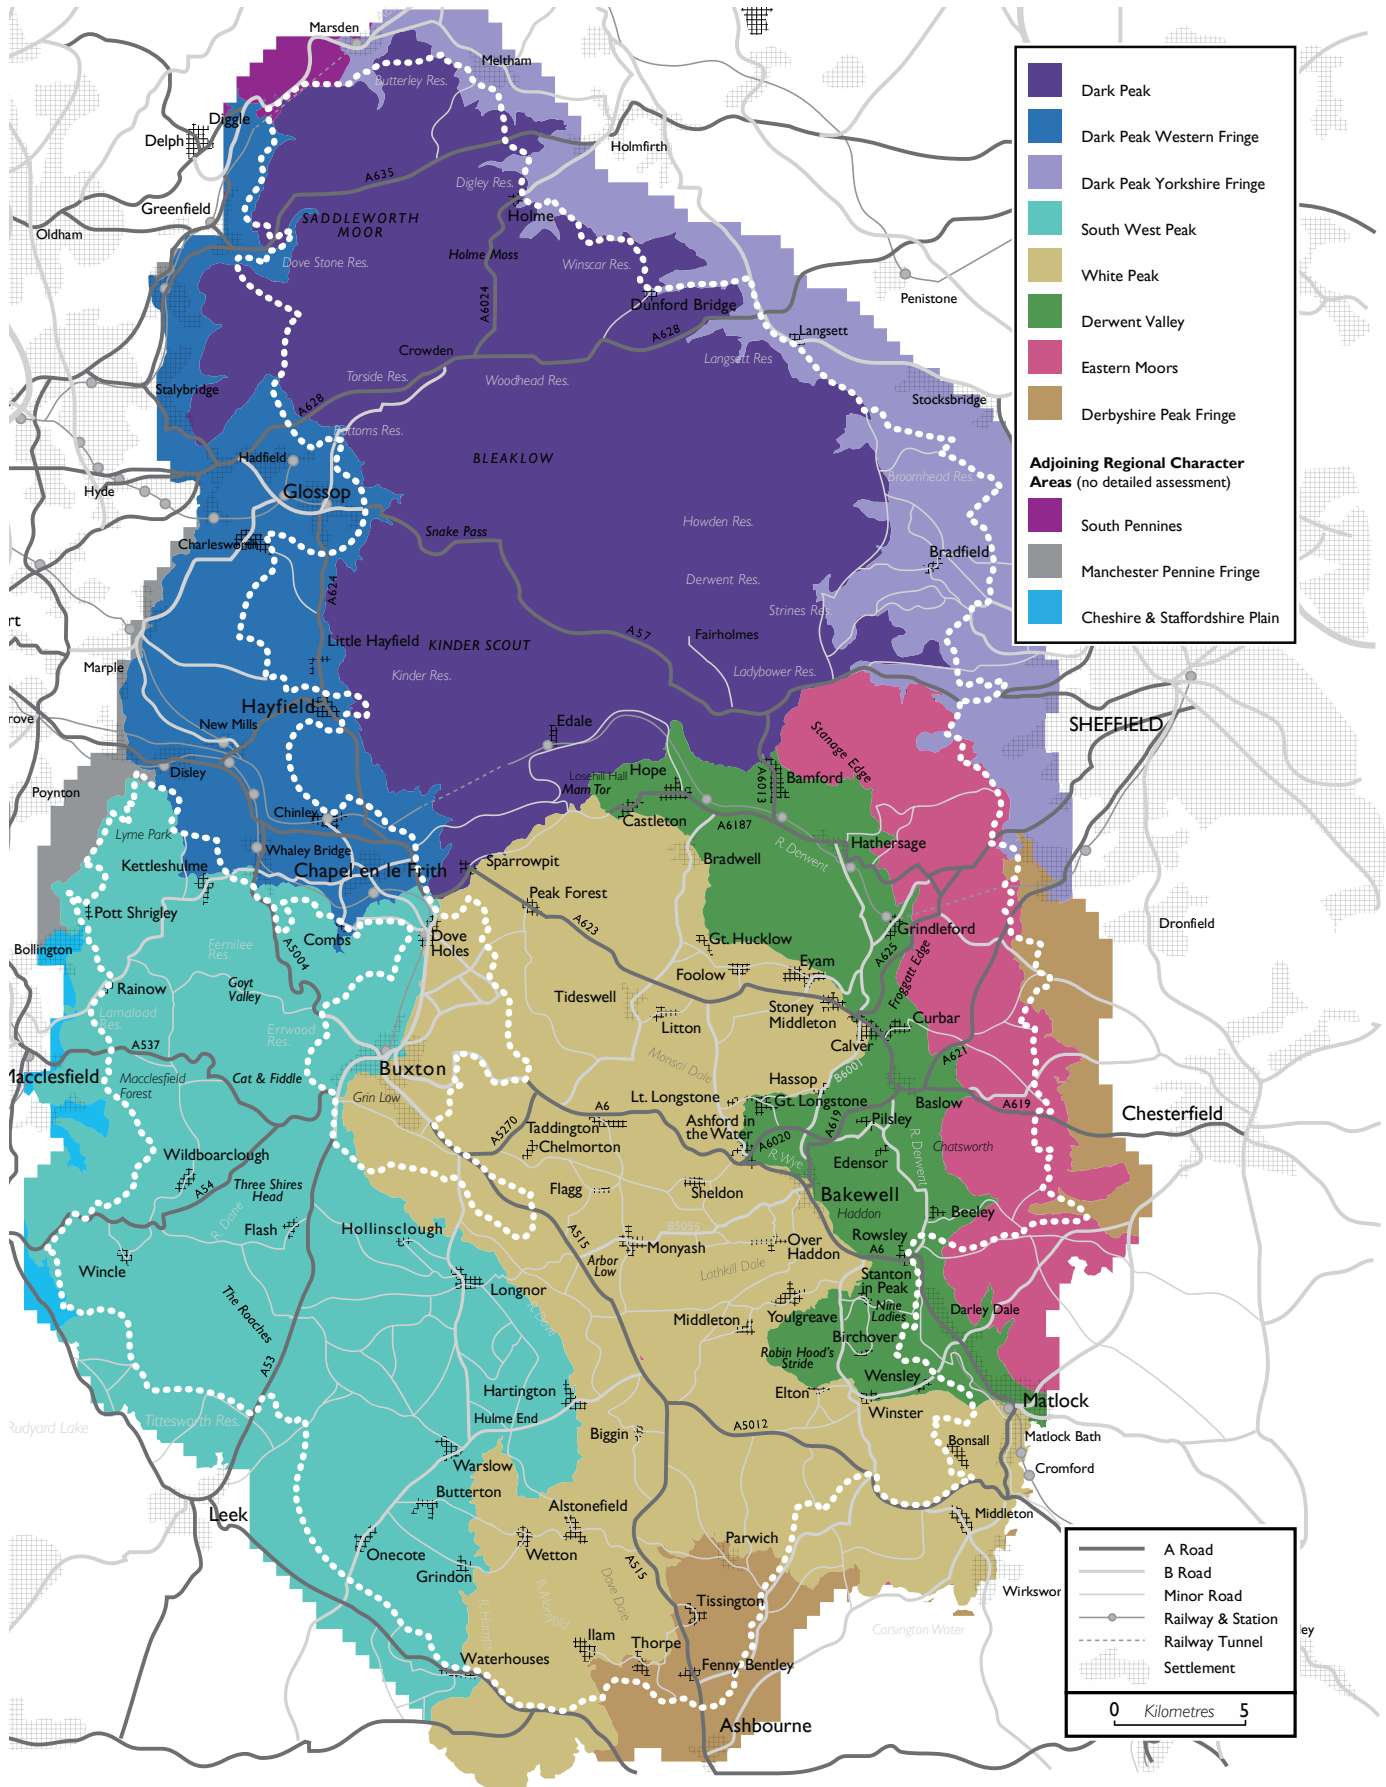 Marsden
Meltham
Butterley Res.
Diggle
Delph
Holmfirth
A635
Digley Res.
Greenfield
SADDLEWORTH
MOOR
Holme
Oldham
Holme Moss
Dove Stone Res.
Winscar Res.
Penistone
A6024
Dunford Bridge
A628
Langsett
Crowden
Langsett Res
Torside Res.
Woodhead Res.
Stalybridge
A628
Stocksbridge
Bottoms Res.
Hadfield
BLEAKLOW
Broomhead Res.
Hyde
Glossop
Howden Res.
Snake Pass
Charlesworth
Bradfield
Derwent Res.
A624
Strines Res.
rt
A57
Fairholmes
Little Hayfield
KINDER SCOUT
Marple
Kinder Res.
Ladybower Res.
Hayfield
rove
New Mills
Edale
Stanage Edge
SHEFFIELD
Disley
Losehill Hall
Hope
Mam Tor
A6013
Bamford
Poynton
Chinley
Castleton
A6187
Lyme Park
R. Derwent
Hathersage
Whaley Bridge
Kettleshulme
Chapel en le Frith
Sparrowpit
Bradwell
Peak Forest
Pott Shrigley
A623
Dronfield
Grindleford
Combs
Dove
Holes
Gt. Hucklow
Bollington
Fernilee
Res.
A5004
A625
Froggatt Edge
Foolow
Eyam
Rainow
Goyt
Valley
Tideswell
Stoney
Middleton
Lamaload
Res.
Errwood
Res.
Litton
Curbar
Calver
A537
A621
Macclesfield
Macclesfield
Forest
Cat & Fiddle
Buxton
Monsal Dale
B6001
Hassop
Grin Low
Lt. Longstone
Gt. Longstone
Baslow
A619
Chesterfield
A6
A5270
Taddington
Chelmorton
Ashford in
the Water
A6020
A619
Pilsley
R. Derwent
Chatsworth
R. Wye
Edensor
Wildboarclough
A54
Three Shires
Head
Flagg
Sheldon
Bakewell
Haddon
Beeley
R. Dane
Flash
Hollinsclough
A515
B5055
Monyash
Over
Haddon
Rowsley
A6
Arbor
Low
Lathkill Dale
Wincle
Longnor
Stanton
in Peak
Nine
Ladies
The Roaches
R. Dove
Middleton
Youlgreave
Darley Dale
Birchover
Robin Hood's
Stride
A53
Wensley
Hartington
Elton
Matlock
Hulme End
Winster
Rudyard Lake
Tittesworth Res.
A5012
Biggin
Matlock Bath
Bonsall
Warslow
Cromford
Butterton
Alstonefield
Leek
Middleton
Parwich
Onecote
Wetton
A515
Grindon
Dove Dale
R. Manifold
Wirkswor
Tissington
R. Hamps
Carsington Water
ley
Ilam
Thorpe
Waterhouses
Fenny Bentley
Ashbourne
Dark Peak
Dark Peak Western Fringe
Dark Peak Yorkshire Fringe
South West Peak
White Peak
Derwent Valley
Eastern Moors
Derbyshire Peak Fringe
Adjoining Regional Character
Areas (no detailed assessment)
South Pennines
Manchester Pennine Fringe
Cheshire & Staffordshire Plain
A Road
B Road
Minor Road
Railway & Station
Railway Tunnel
Settlement
0 Kilometres 5